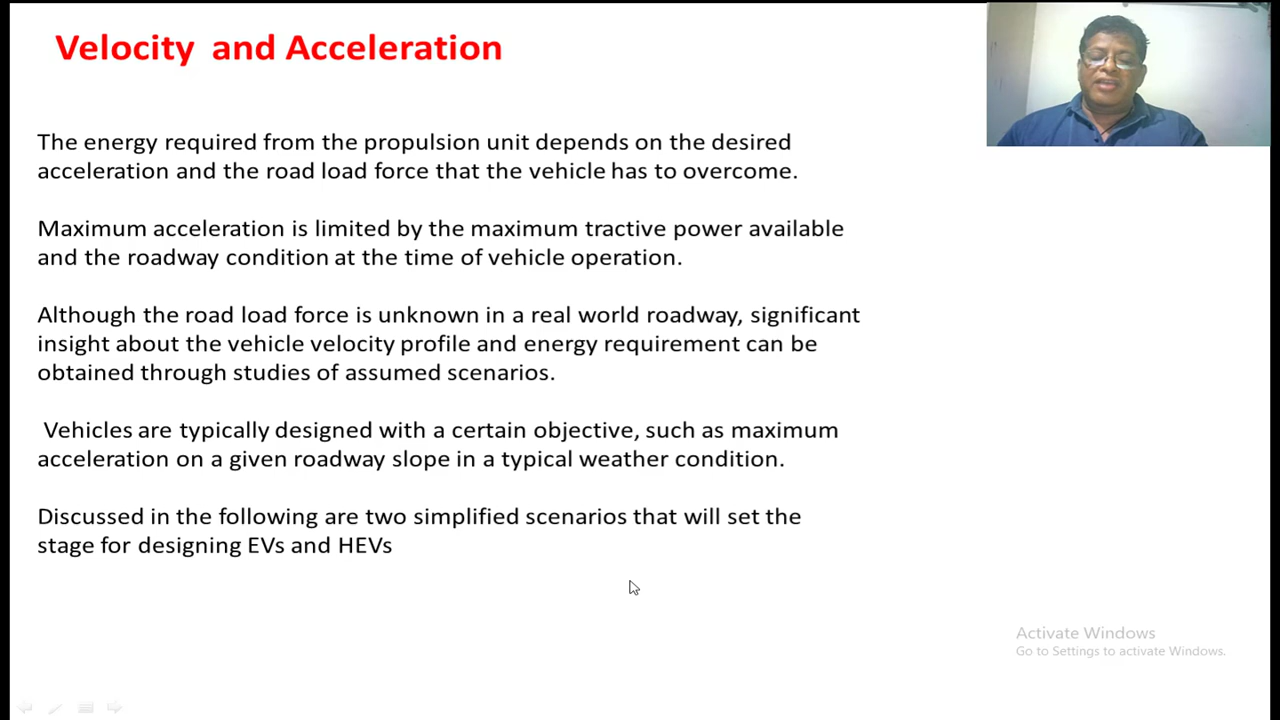 Velocity and Acceleration
The energy required from the propulsion unit depends on the desired
acceleration and the road load force that the vehicle has to overcome.
Maximum acceleration is limited by the maximum tractive power available
and the roadway condition at the time of vehicle operation.
Although the road load force is unknown in a real world roadway, significant
insight about the vehicle velocity profile and energy requirement can be
obtained through studies of assumed scenarios.
Vehicles are typically designed with a certain objective, such as maximum
acceleration on a given roadway slope in a typical weather condition.
Discussed in the following are two simplified scenarios that will set the
stage for designing EVs and HEVs
Activate Windows
Go to Settings to activate Windows.